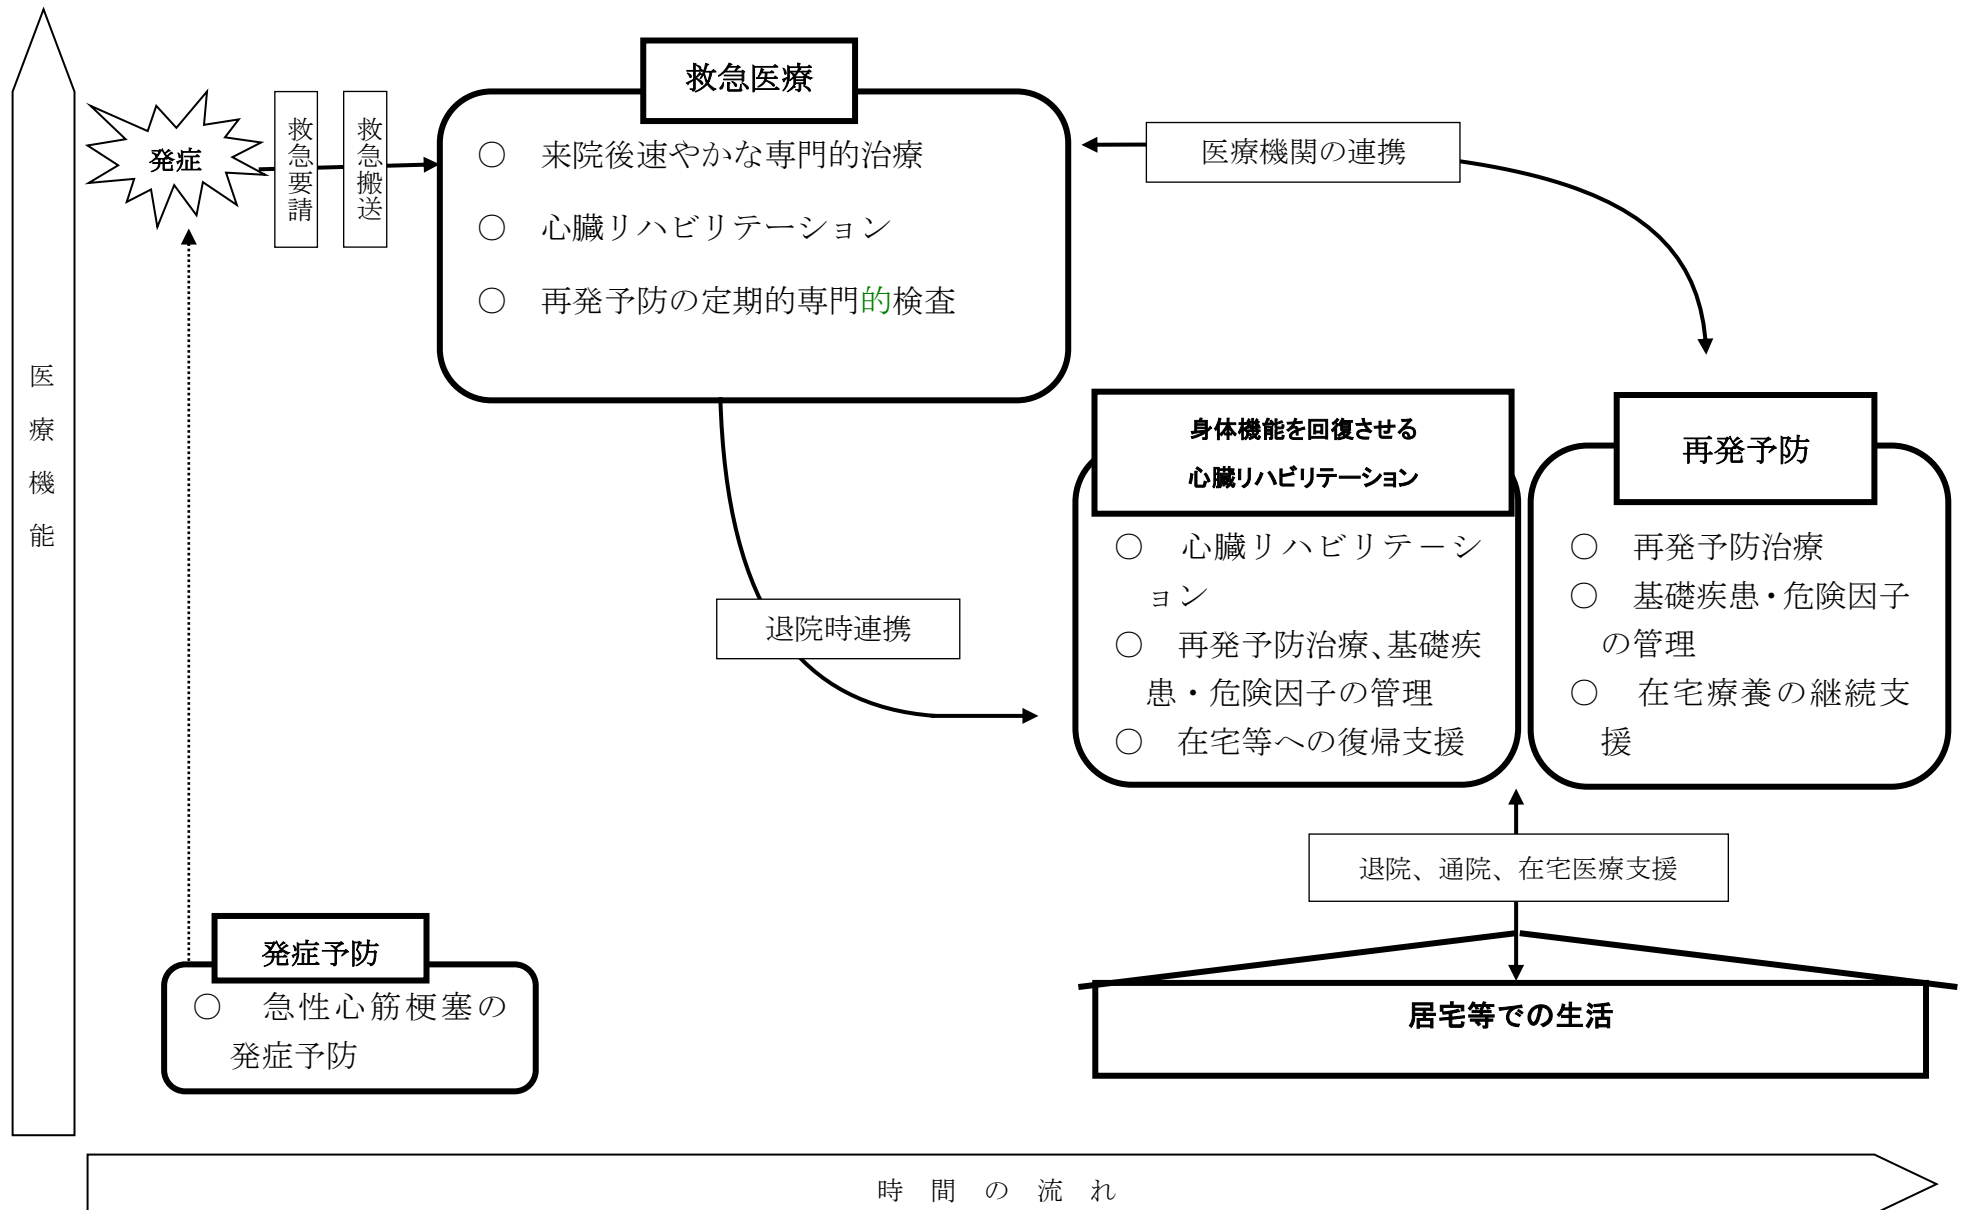 救急医療
発症
救急要請
救急搬送
○　来院後速やかな専門的治療
○　心臓リハビリテーション
○　再発予防の定期的専門的検査
医療機関の連携
医療機能
身体機能を回復させる
心臓リハビリテーション
○　心臓リハビリテーシ
ョン
○　再発予防治療、基礎疾
患・危険因子の管理
○　在宅等への復帰支援
再発予防
○　再発予防治療
○　基礎疾患・危険因子
の管理
○　在宅療養の継続支
援
退院時連携
退院、通院、在宅医療支援
発症予防
○　急性心筋梗塞の
発症予防
居宅等での生活
時間の流れ